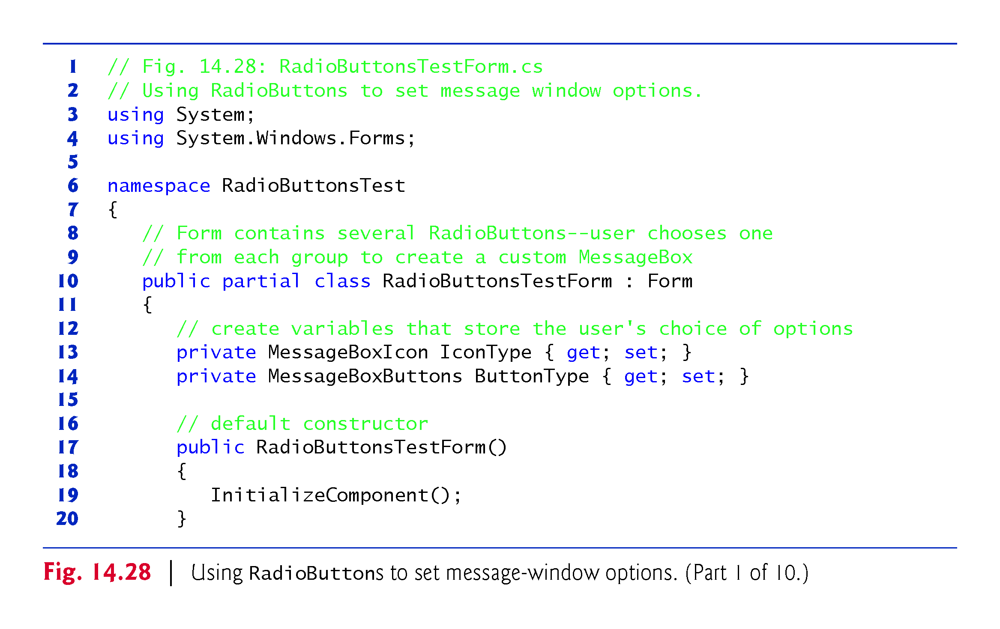 1 // Fig. 14.28: RadioButtonsTestForm.cs
2 // Using RadioButtons to set message window options.
3 using System;
4 using System.Windows.Forms;
5
6 namespace RadioButtonsTest
7 {
8 // Form contains several RadioButtons--user chooses one
9 // from each group to create a custom MessageBox
10 public partial class RadioButtonsTestForm : Form
11 {
12 // create variables that store the user's choice of options
13 private MessageBoxIcon IconType { get; set; }
14 private MessageBoxButtons ButtonType { get; set; }
15
16 // default constructor
17 public RadioButtonsTestForm()
18 {
19 InitializeComponent();
20 }
Fig. 14.28 | Using RadioButtons to set message-window options. (Part 1 of 10.)